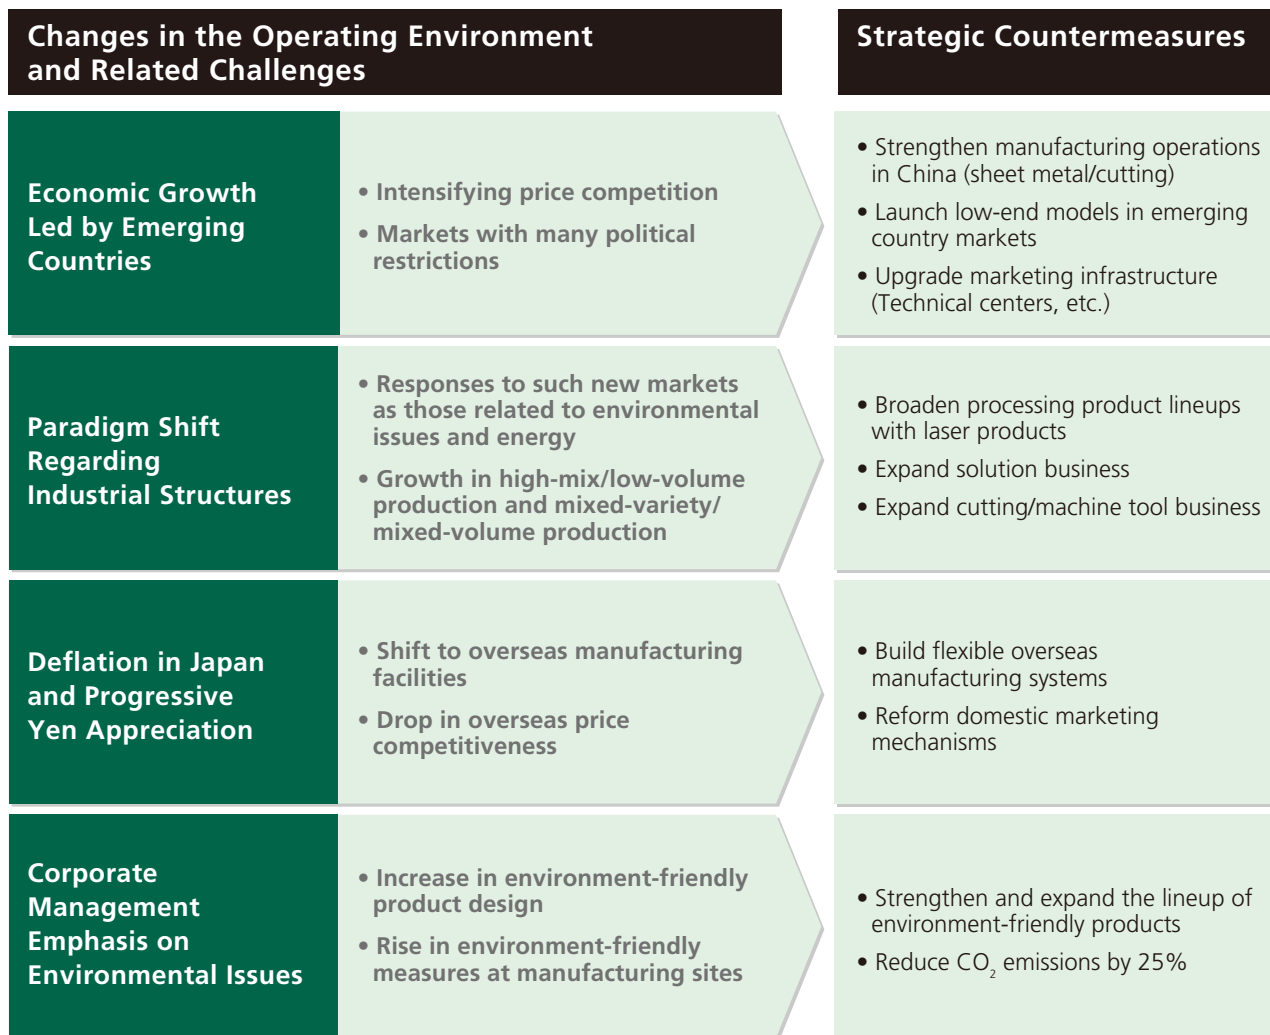 Changes in the Operating Environment
and Related Challenges
Strategic Countermeasures
Economic Growth
Led by Emerging
Countries
• Intensifying price competition
• Markets with many political
restrictions
• Strengthen manufacturing operations
in China (sheet metal/cutting)
• Launch low-end models in emerging
country markets
• Upgrade marketing infrastructure
(Technical centers, etc.)
Paradigm Shift
Regarding
Industrial Structures
• Responses to such new markets
as those related to environmental
issues and energy
• Growth in high-mix/low-volume
production and mixed-variety/
mixed-volume production
• Broaden processing product lineups
with laser products
• Expand solution business
• Expand cutting/machine tool business
Deflation in Japan
and Progressive
Yen Appreciation
• Shift to overseas manufacturing
facilities
• Drop in overseas price
competitiveness
• Build flexible overseas
manufacturing systems
• Reform domestic marketing
mechanisms
Corporate
Management
Emphasis on
Environmental Issues
• Increase in environment-friendly
product design
• Rise in environment-friendly
measures at manufacturing sites
• Strengthen and expand the lineup of
environment-friendly products
• Reduce CO₂ emissions by 25%